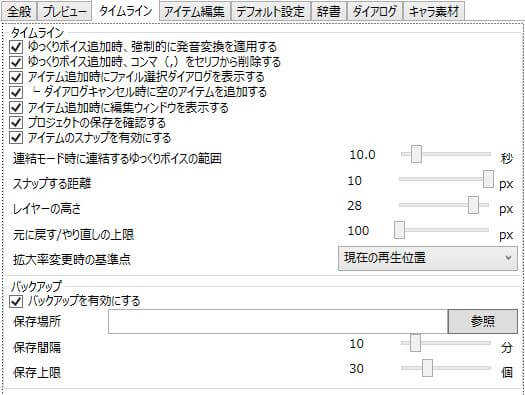 全般 プレビュー タイムライン アイテム編集 デフォルト設定 辞書 ダイアログ キャラ素材
タイムライン
ゆっくりボイス追加時、強制的に発音変換を適用する
ゆっくりボイス追加時、コンマ（,）をセリフから削除する
アイテム追加時にファイル選択ダイアログを表示する
┗ ダイアログキャンセル時に空のアイテムを追加する
アイテム追加時に編集ウィンドウを表示する
プロジェクトの保存を確認する
アイテムのスナップを有効にする
連結モード時に連結するゆっくりボイスの範囲 10.0 秒
スナップする距離 10 px
レイヤーの高さ 28 px
元に戻す/やり直しの上限 100 px
拡大率変更時の基準点 現在の再生位置
バックアップ
バックアップを有効にする
保存場所 参照
保存間隔 10 分
保存上限 30 個